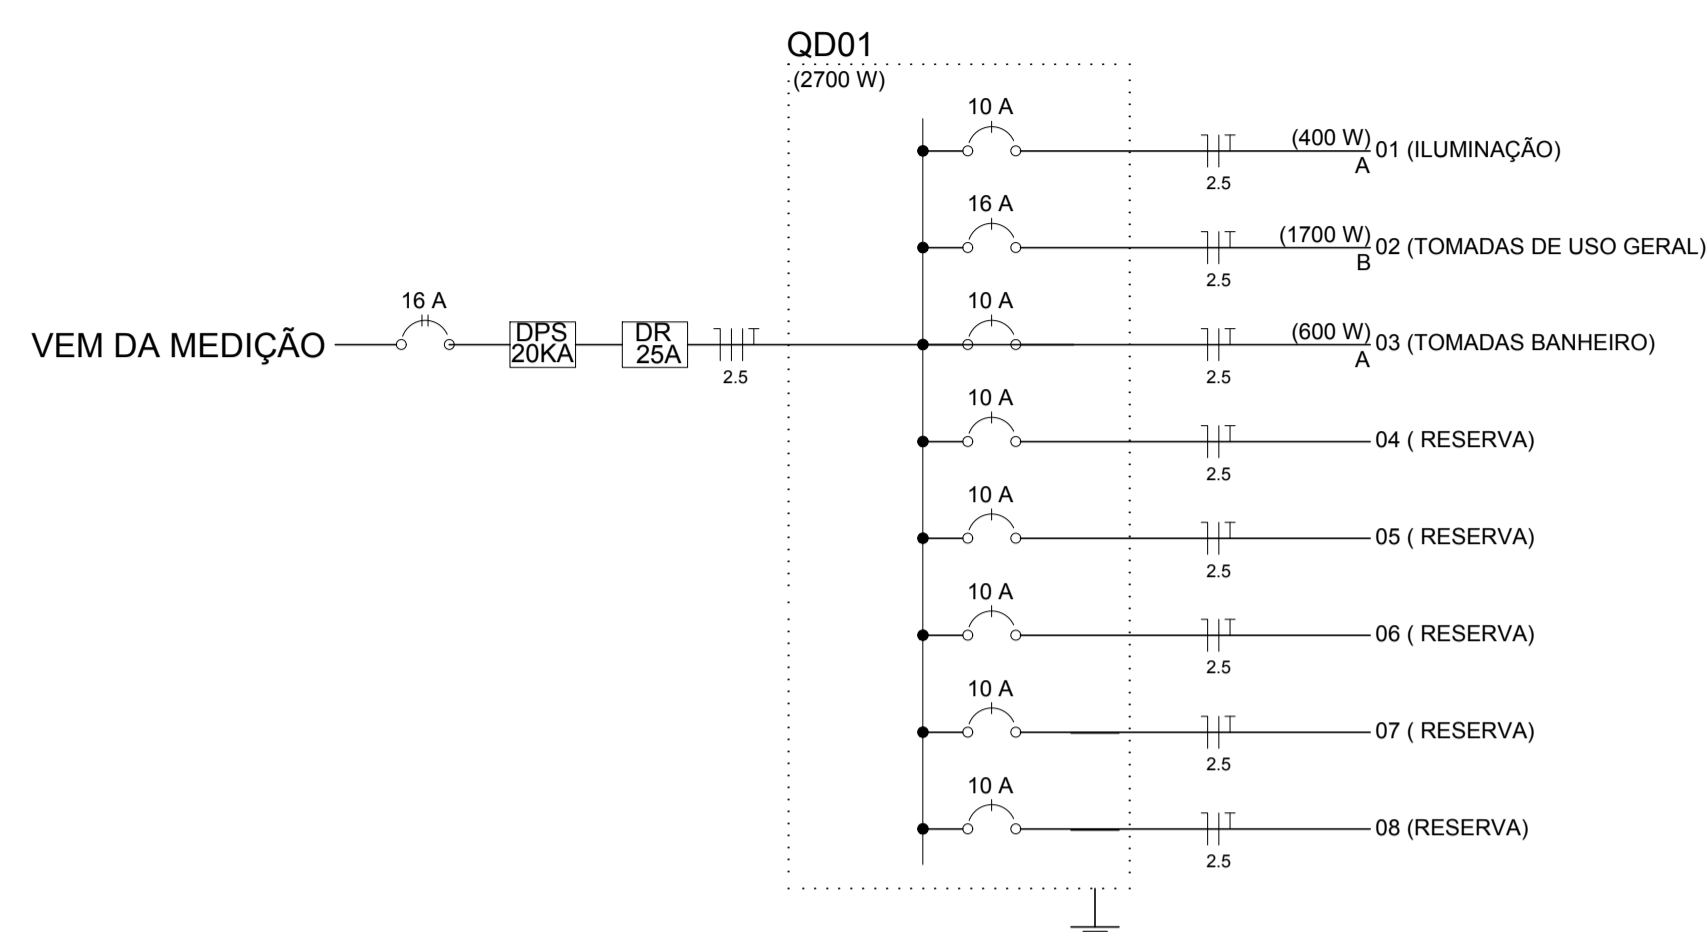 QD01
(2700 W)
10 A
(400 W)
01 (ILUMINAÇÃO)
A
2.5
16 A
(1700 W)
02 (TOMADAS DE USO GERAL)
B
2.5
VEM DA MEDIÇÃO
16 A
DPS
20KA
DR
25A
2.5
10 A
(600 W)
03 (TOMADAS BANHEIRO)
A
2.5
10 A
04 ( RESERVA)
2.5
10 A
05 ( RESERVA)
2.5
10 A
06 ( RESERVA)
2.5
10 A
07 ( RESERVA)
2.5
10 A
08 (RESERVA)
2.5